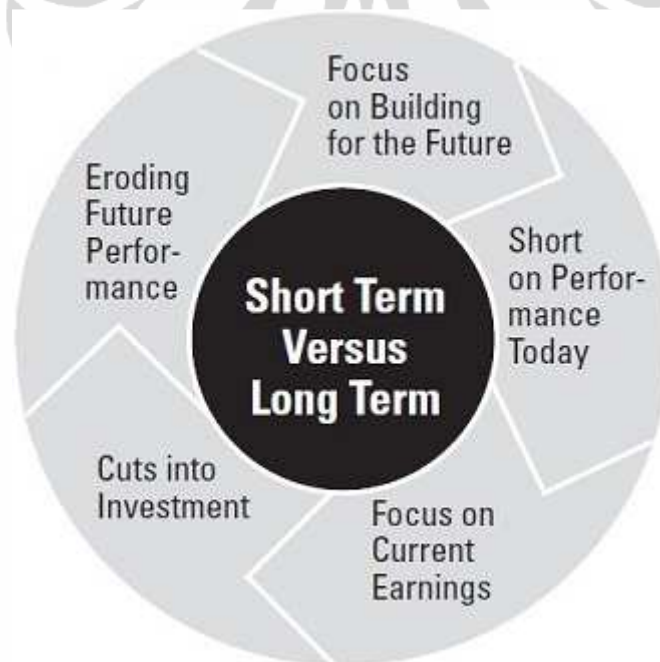 Focus
on Building
for the Future
Short
on Perfor-
mance
Today
Focus on
Current
Earnings
Cuts into
Investment
Eroding
Future
Perfor-
mance
Short Term
Versus
Long Term